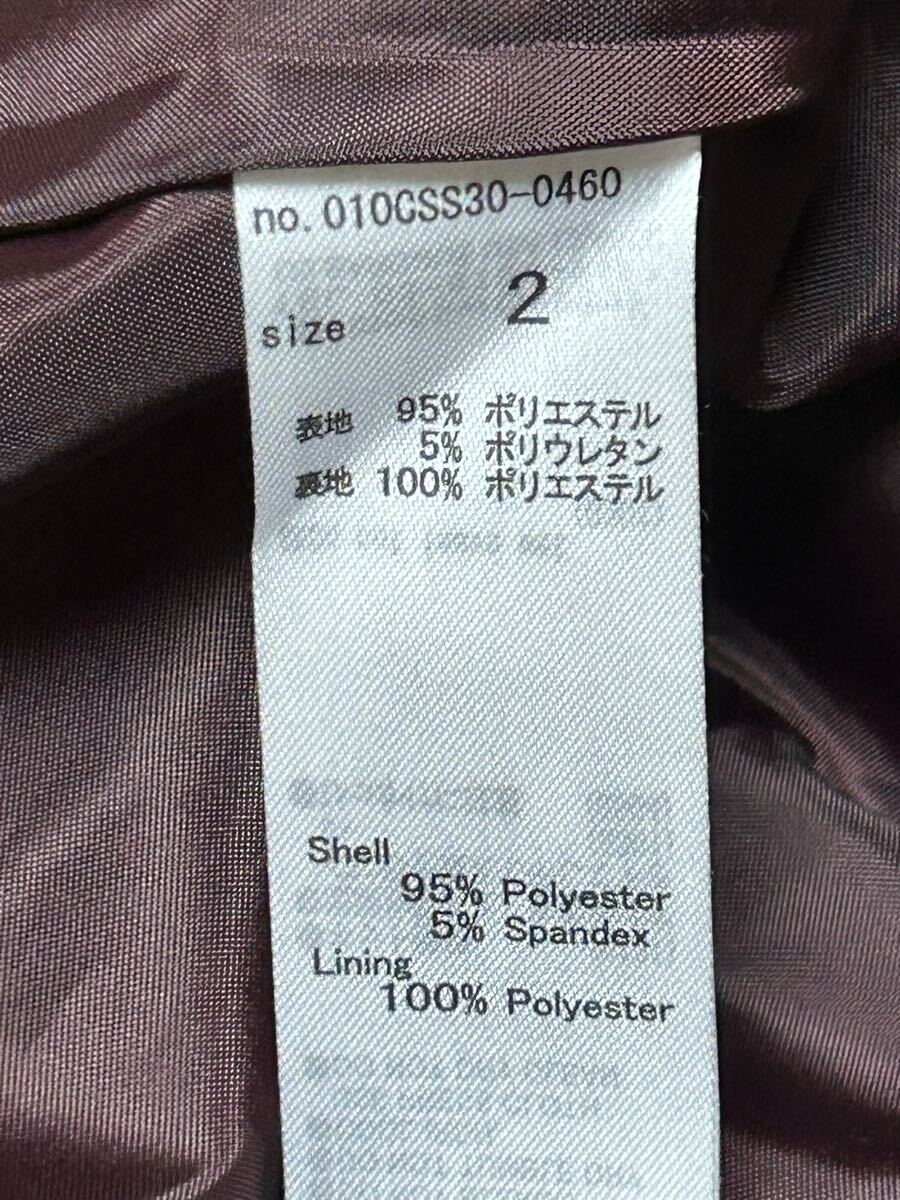 no. 010CSS30-0460
size 2
表地 95% ポリエステル
5% ポリウレタン
裏地 100% ポリエステル
Shell
95% Polyester
5% Spandex
Lining
100% Polyester